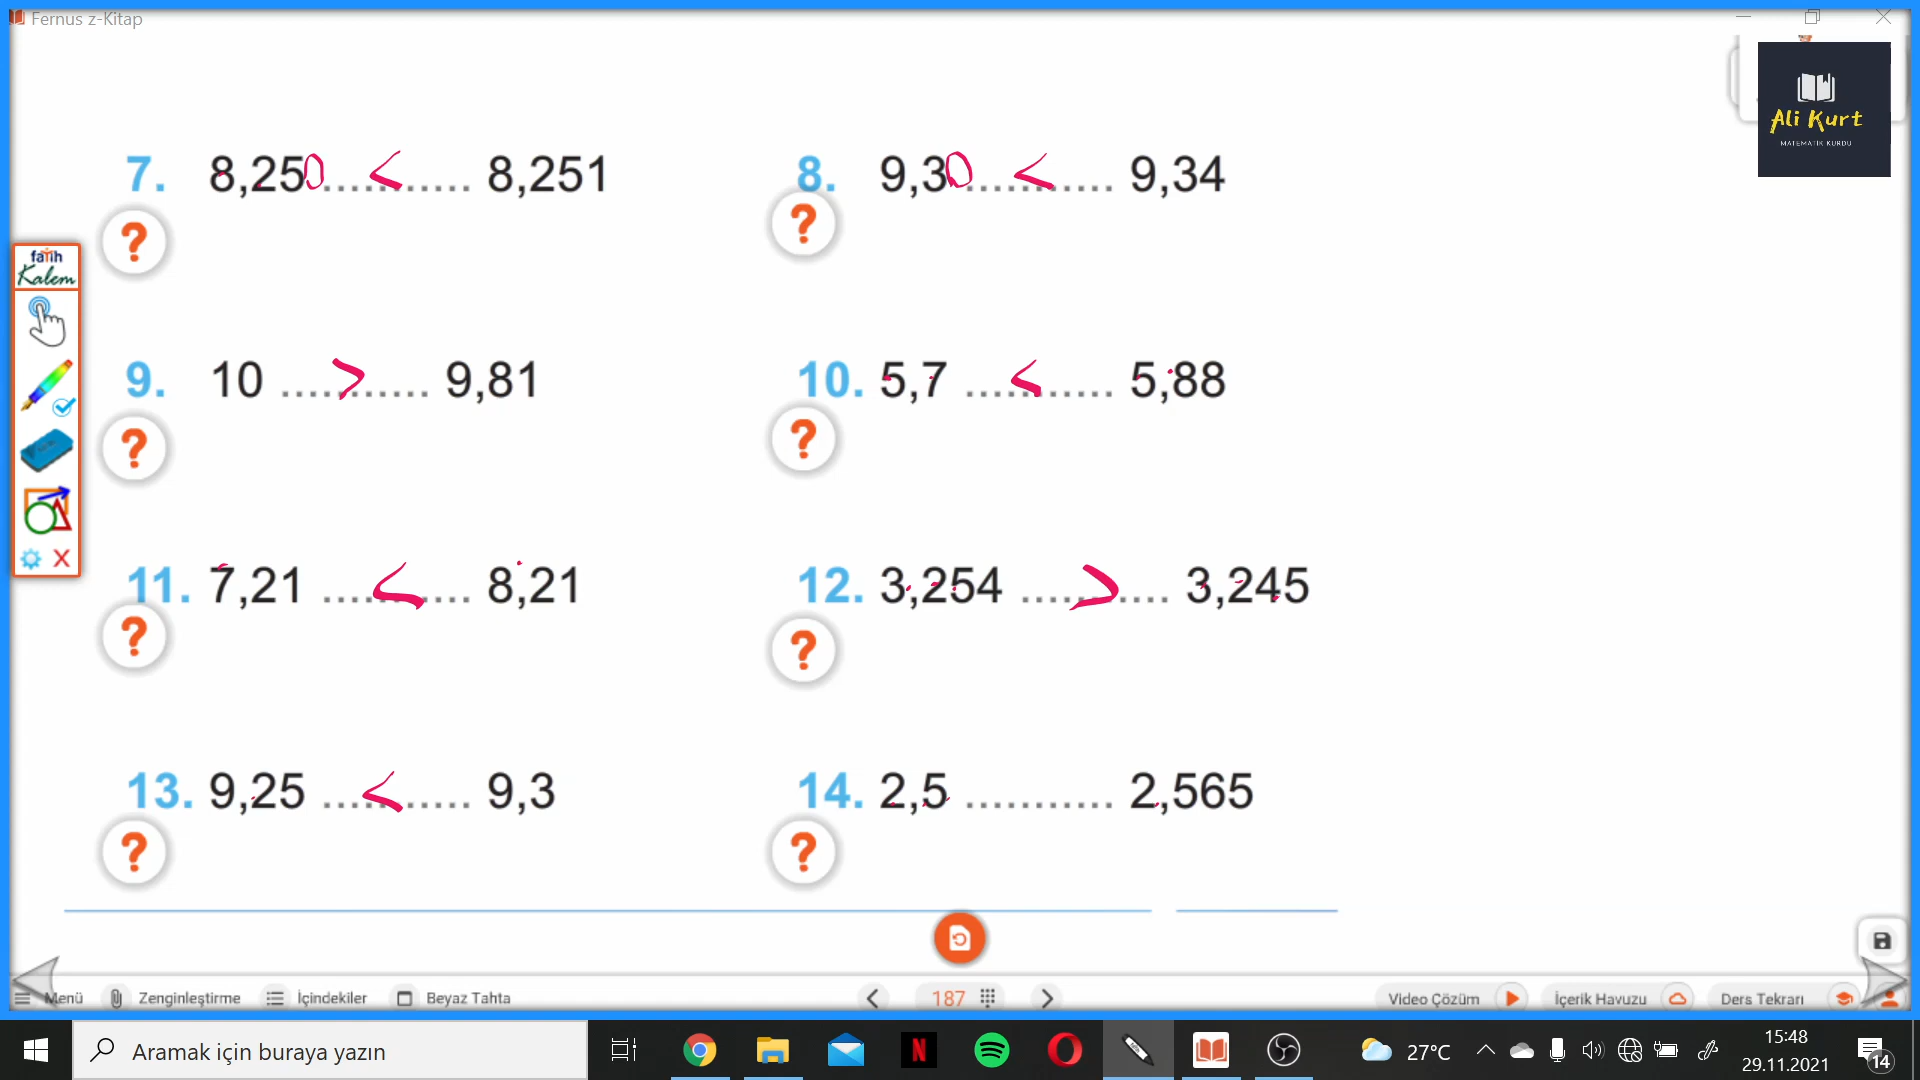 Fernus z-Kitap
Ali Kurt
MATEMATİK KURDU
7. 8,250 ....<....... 8,251
8. 9,30 ....<....... 9,34
fatih
Kalem
9. 10 ....>...... 9,81
10. 5,7 ....<...... 5,88
11. 7,21 ....<...... 8,21
12. 3,254 ....>...... 3,245
13. 9,25 ....<...... 9,3
14. 2,5 ........... 2,565
Menü Zenginleştirme İçindekiler Beyaz Tahta 187 Video Çözüm İçerik Havuzu Ders Tekrarı
Aramak için buraya yazın 27°C 15:48
29.11.2021 14